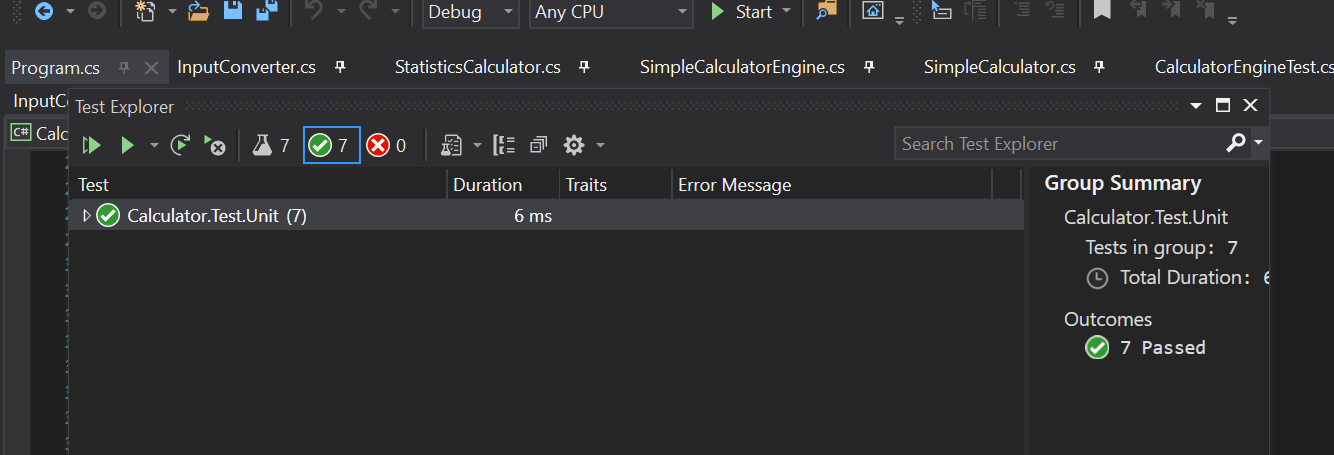 Debug Any CPU Start
Program.cs InputConverter.cs StatisticsCalculator.cs SimpleCalculatorEngine.cs SimpleCalculator.cs CalculatorEngineTest.cs
InputCo
Test Explorer
C# Calc
7 7 0
Search Test Explorer
Test Duration Traits Error Message
Calculator.Test.Unit (7) 6 ms
Group Summary
Calculator.Test.Unit
Tests in group: 7
Total Duration: 6
Outcomes
7 Passed